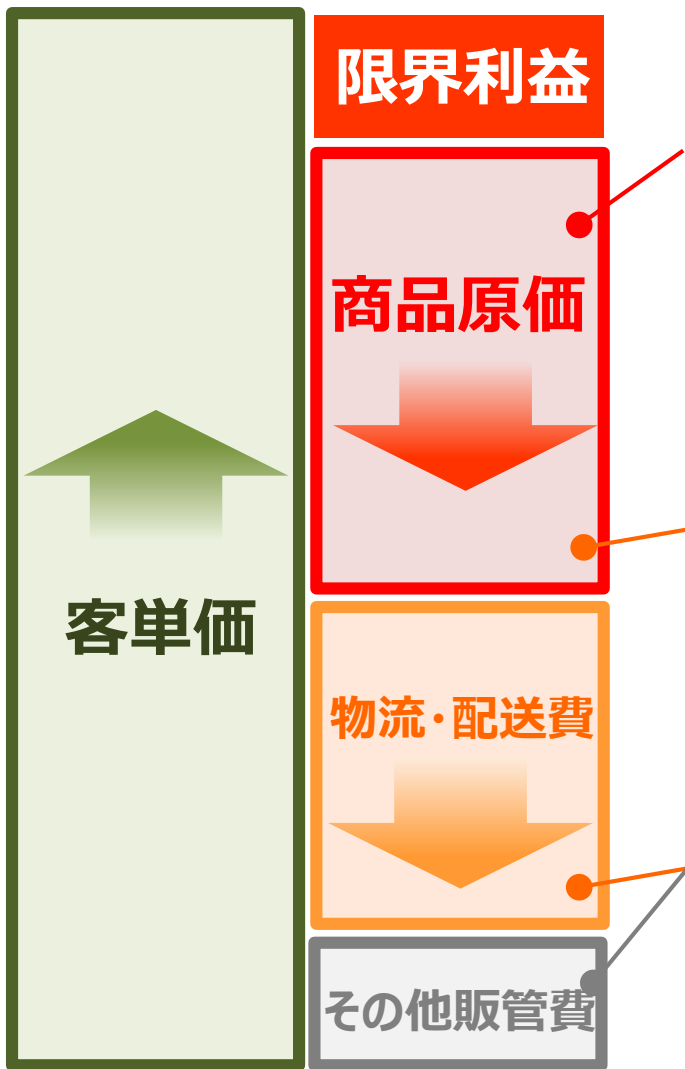 限界利益
商品原価
客単価
物流・配送費
その他販管費